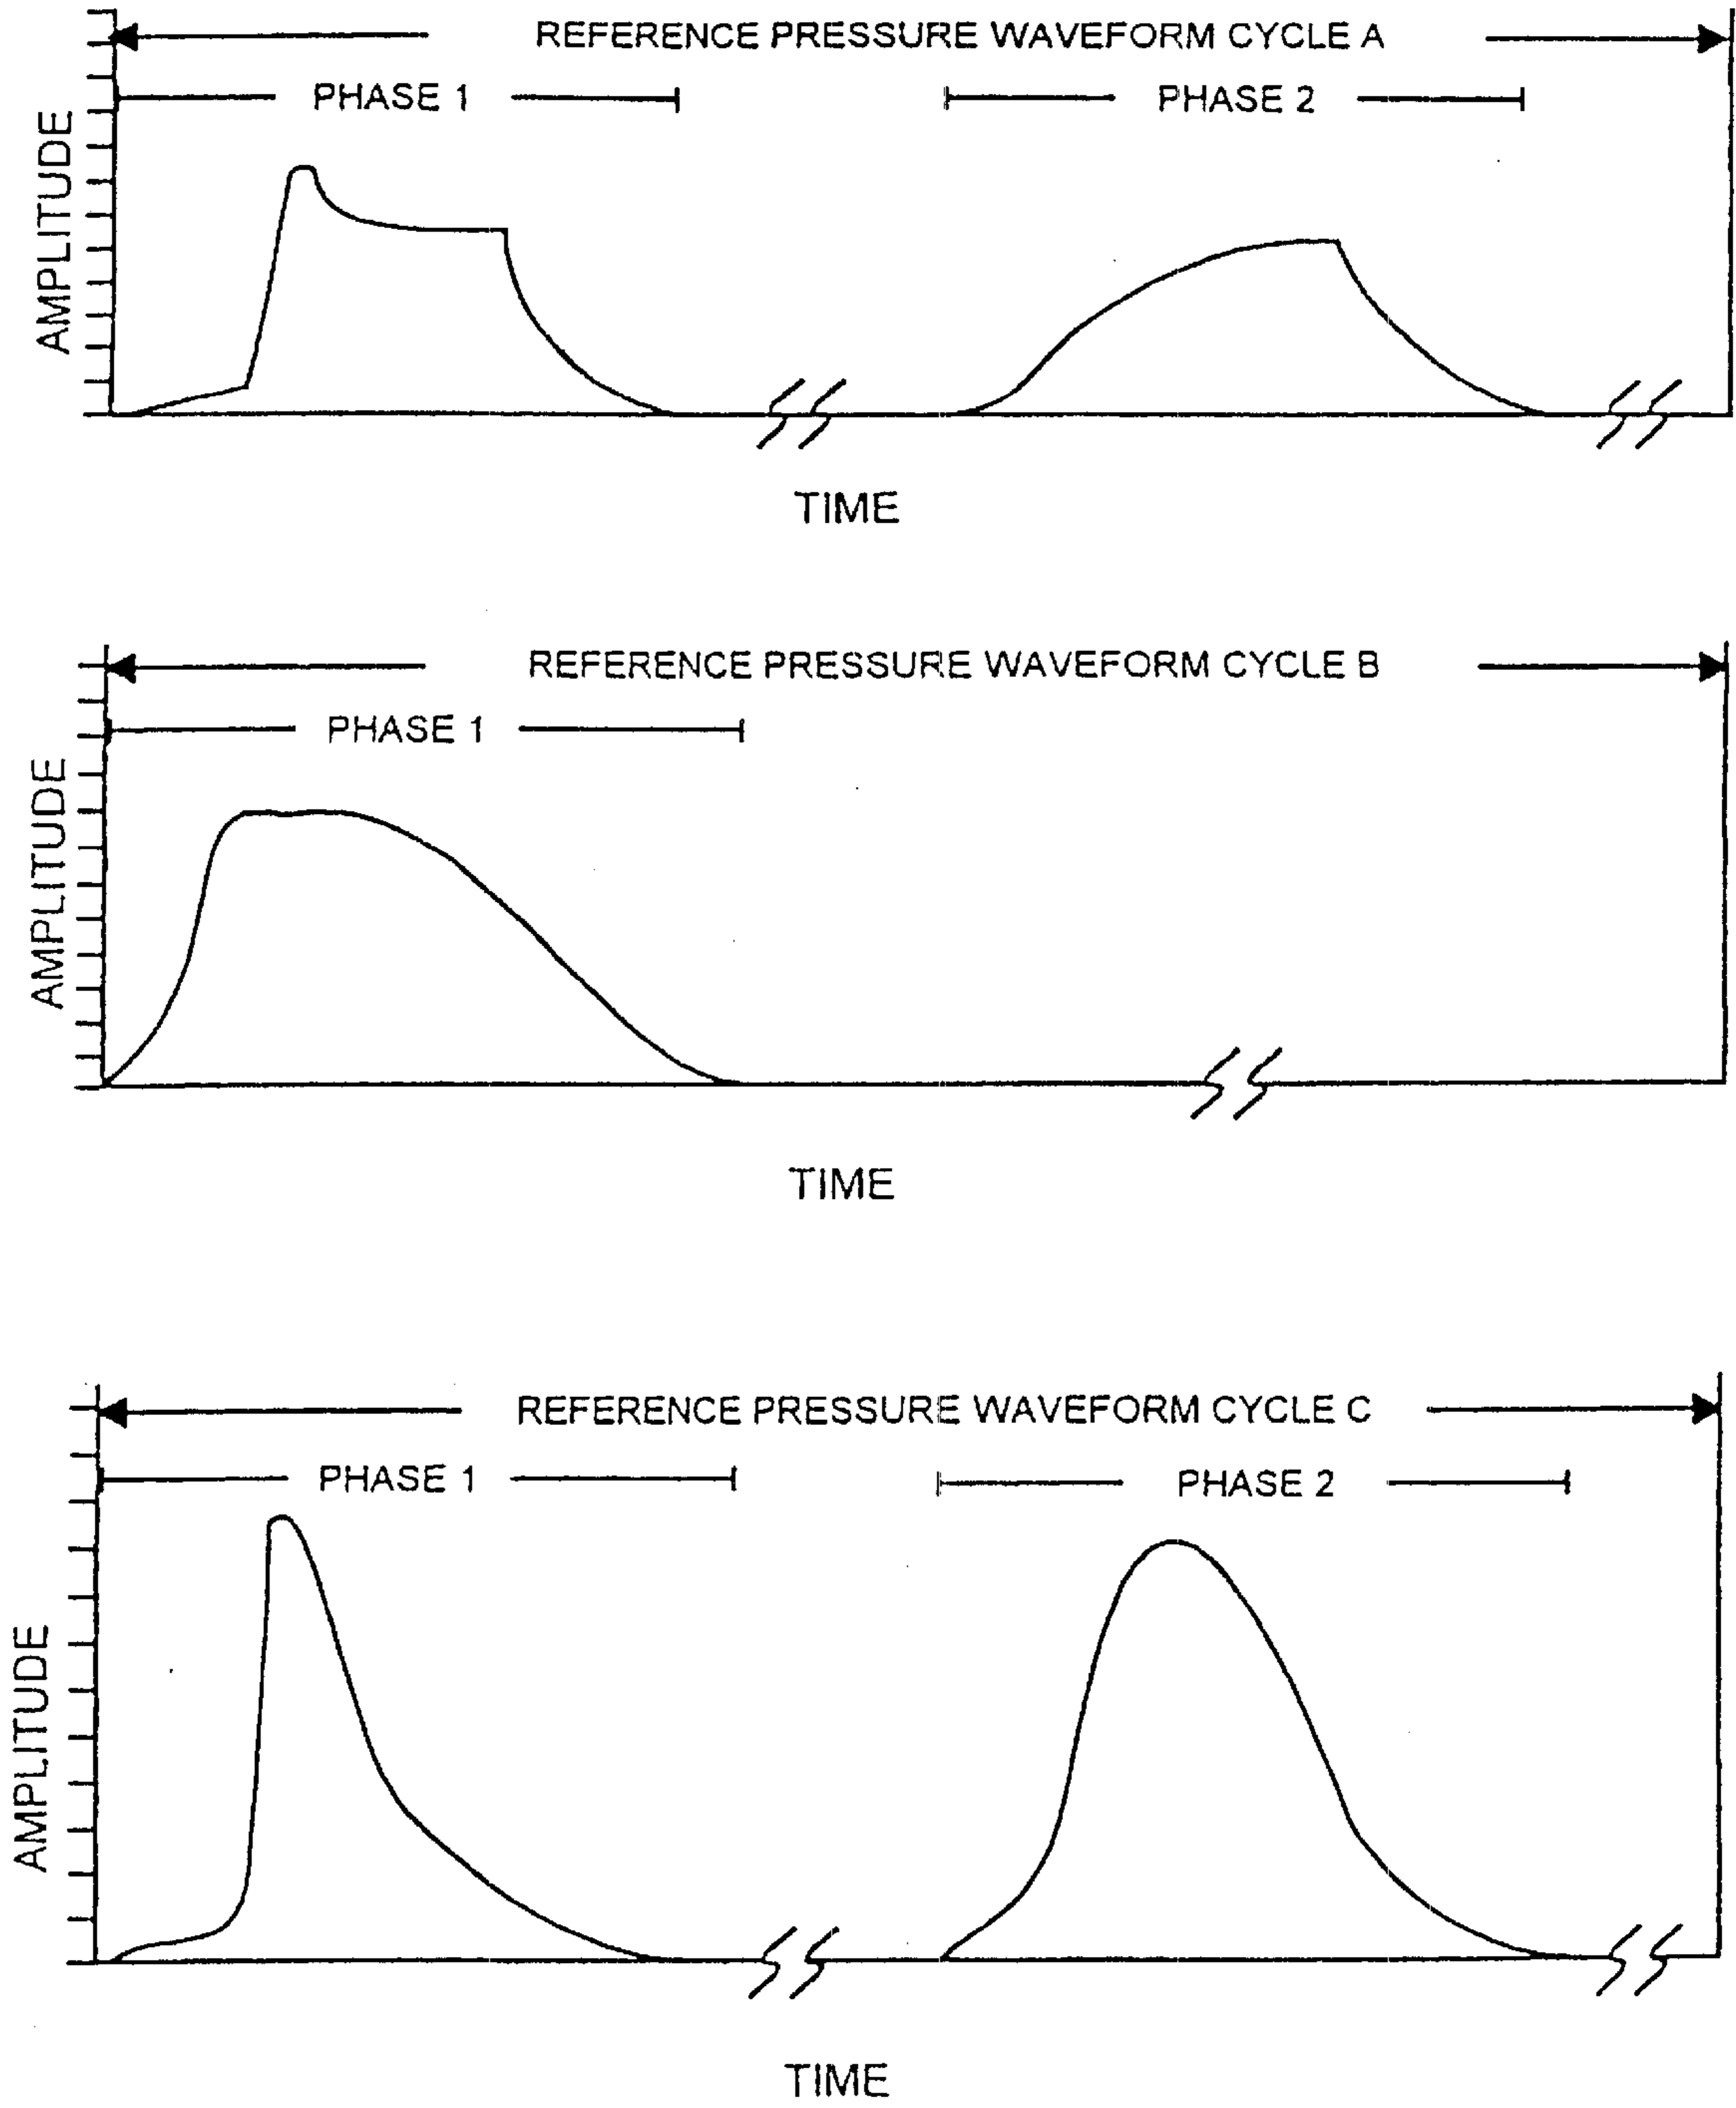 REFERENCE PRESSURE WAVEFORM CYCLE A
PHASE 1
PHASE 2
AMPLITUDE
TIME
REFERENCE PRESSURE WAVEFORM CYCLE B
PHASE 1
AMPLITUDE
TIME
REFERENCE PRESSURE WAVEFORM CYCLE C
PHASE 1
PHASE 2
AMPLITUDE
TIME